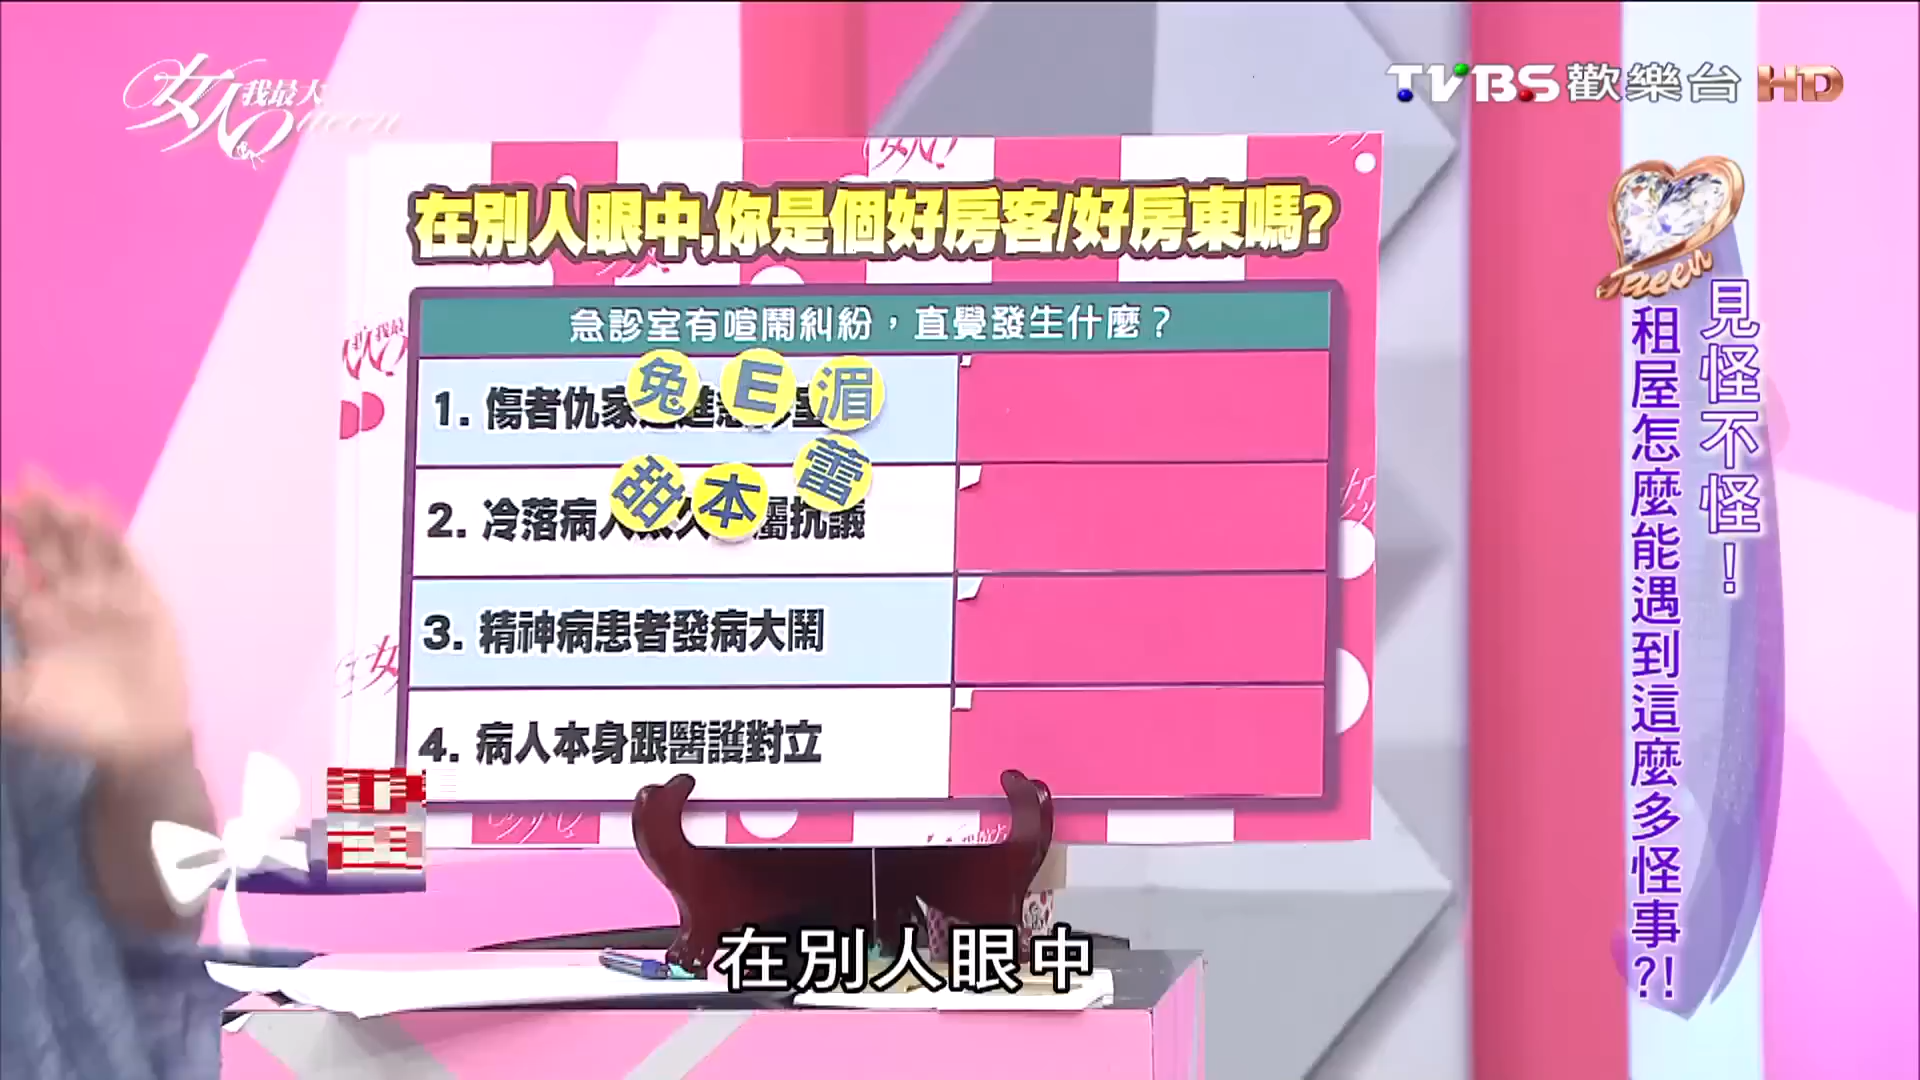 女人我最大
Queen
TVBS歡樂台 HD
在別人眼中,你是個好房客/好房東嗎?
急診室有喧鬧糾紛，直覺發生什麼？
1. 傷者仇家
兔 E 湄
甜 本 蕾
2. 冷落病人 屬抗議
3. 精神病患者發病大鬧
4. 病人本身跟醫護對立
Queen
見怪不怪！
租屋怎麼能遇到這麼多怪事?!
在別人眼中